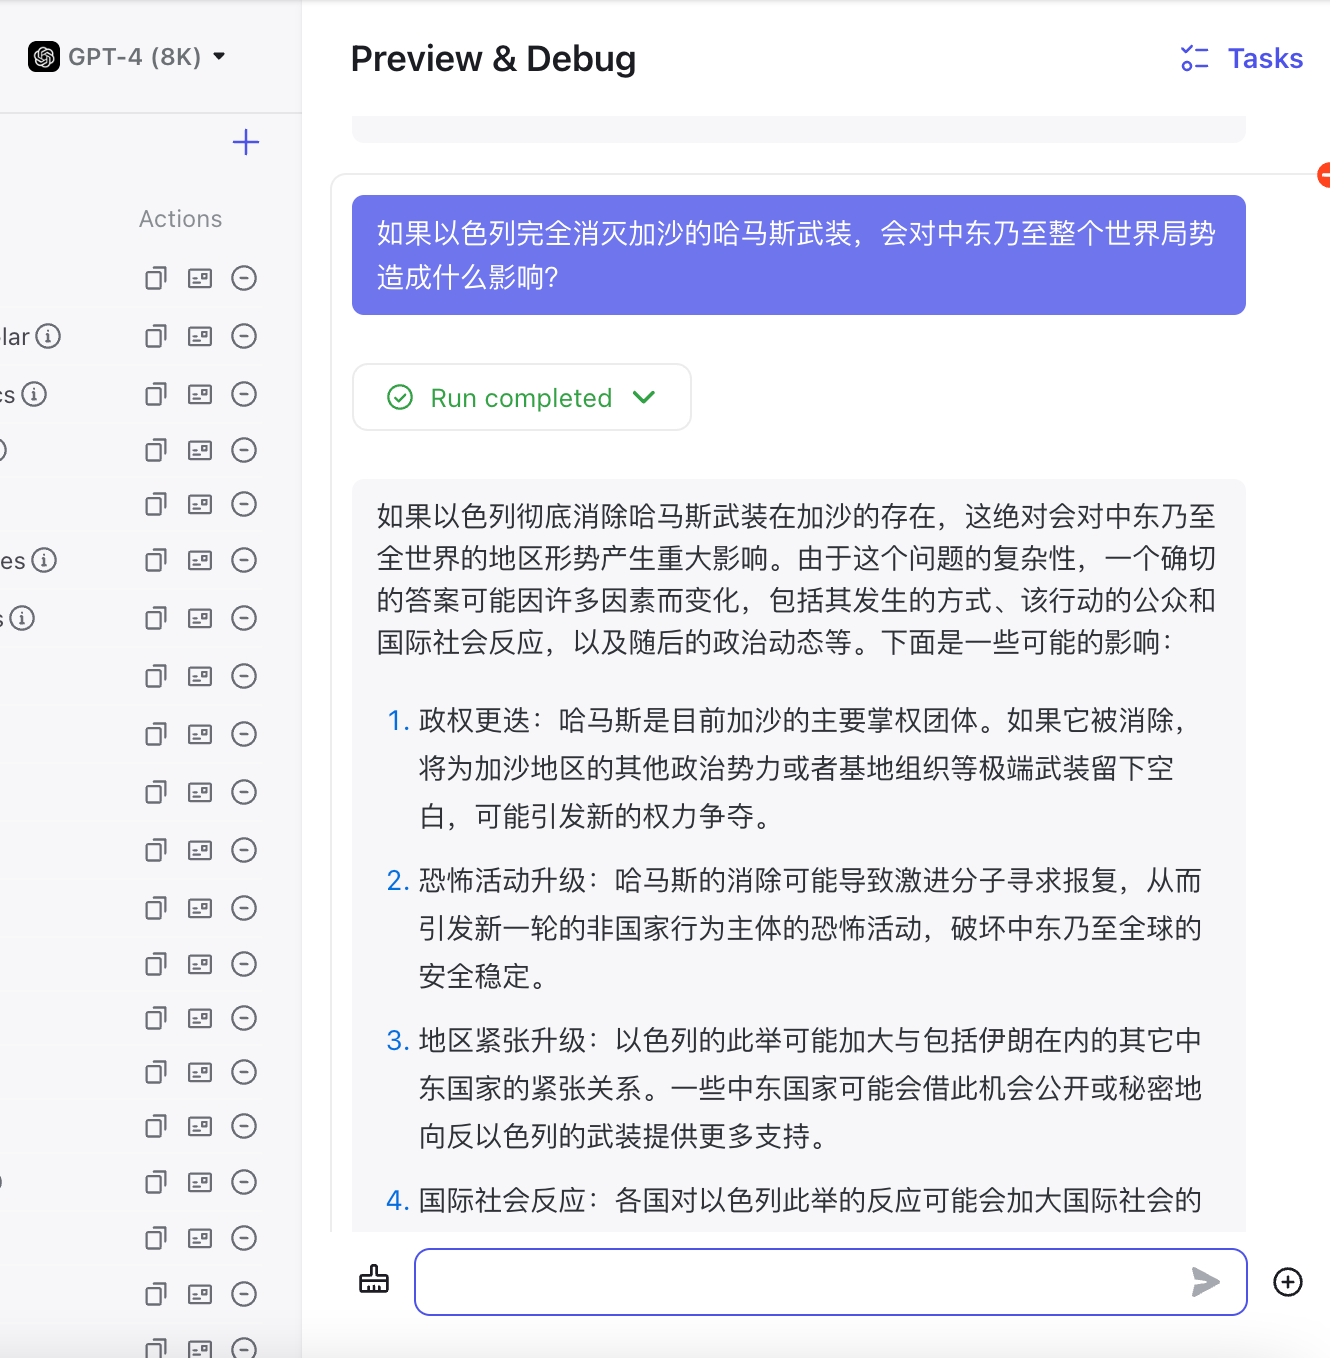 GPT-4 (8K)
Preview & Debug
Tasks
Actions
如果以色列完全消灭加沙的哈马斯武装，会对中东乃至整个世界局势
造成什么影响?
lar
cs
Run completed
如果以色列彻底消除哈马斯武装在加沙的存在，这绝对会对中东乃至
全世界的地区形势产生重大影响。由于这个问题的复杂性，一个确切
的答案可能因许多因素而变化，包括其发生的方式、该行动的公众和
国际社会反应，以及随后的政治动态等。下面是一些可能的影响：
es
s
1. 政权更迭：哈马斯是目前加沙的主要掌权团体。如果它被消除，
将为加沙地区的其他政治势力或者基地组织等极端武装留下空
白，可能引发新的权力争夺。
2. 恐怖活动升级：哈马斯的消除可能导致激进分子寻求报复，从而
引发新一轮的非国家行为主体的恐怖活动，破坏中东乃至全球的
安全稳定。
3. 地区紧张升级：以色列的此举可能加大与包括伊朗在内的其它中
东国家的紧张关系。一些中东国家可能会借此机会公开或秘密地
向反以色列的武装提供更多支持。
4. 国际社会反应：各国对以色列此举的反应可能会加大国际社会的